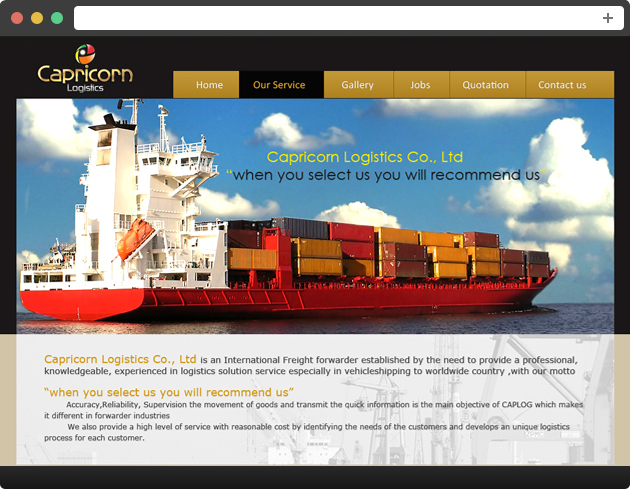 Capricorn
Logistics
Home Our Service Gallery Jobs Quotation Contact us
Capricorn Logistics Co., Ltd
“when you select us you will recommend us
Capricorn Logistics Co., Ltd is an International Freight forwarder established by the need to provide a professional,
knowledgeable, experienced in logistics solution service especially in vehicleshipping to worldwide country ,with our motto
“when you select us you will recommend us”
Accuracy,Reliability, Supervision the movement of goods and transmit the quick information is the main objective of CAPLOG which makes
it different in forwarder industries
We also provide a high level of service with reasonable cost by identifying the needs of the customers and develops an unique logistics
process for each customer.